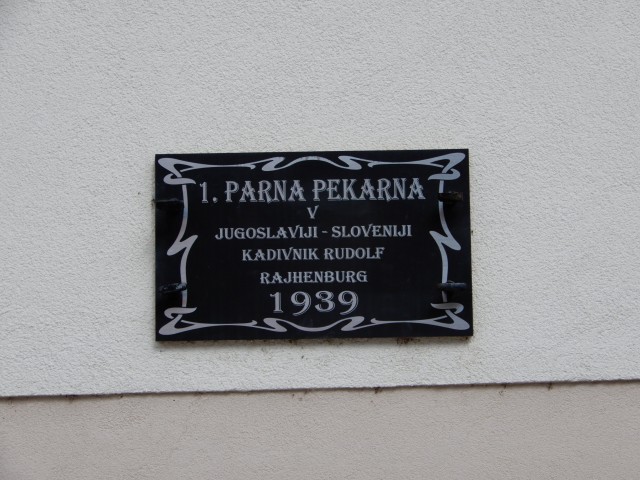 1. PARNA PEKARNA
V
JUGOSLAVIJI - SLOVENIJI
KADIVNIK RUDOLF
RAJHENBURG
1939